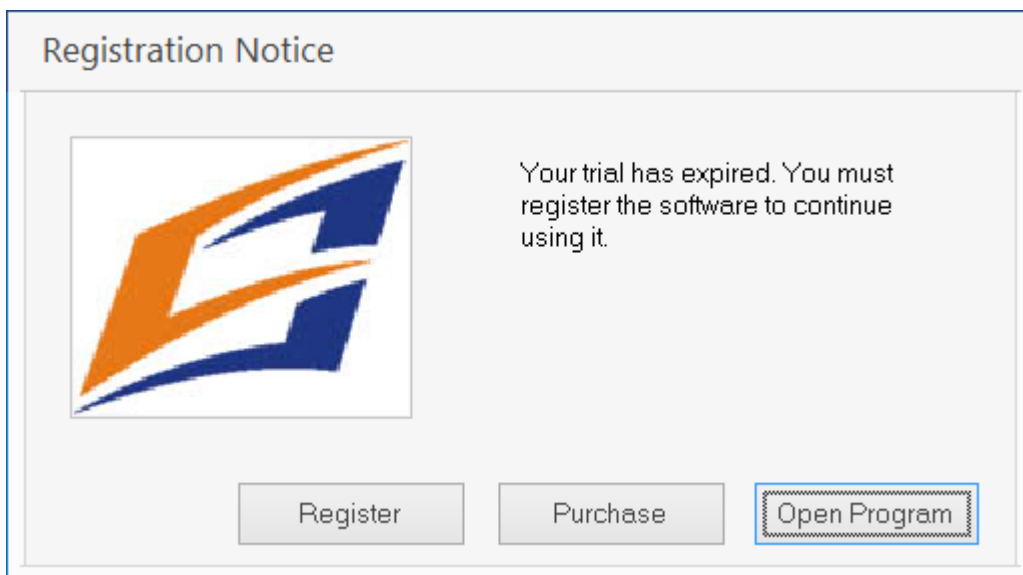 Registration Notice
Your trial has expired. You must
register the software to continue
using it.
Register
Purchase
Open Program